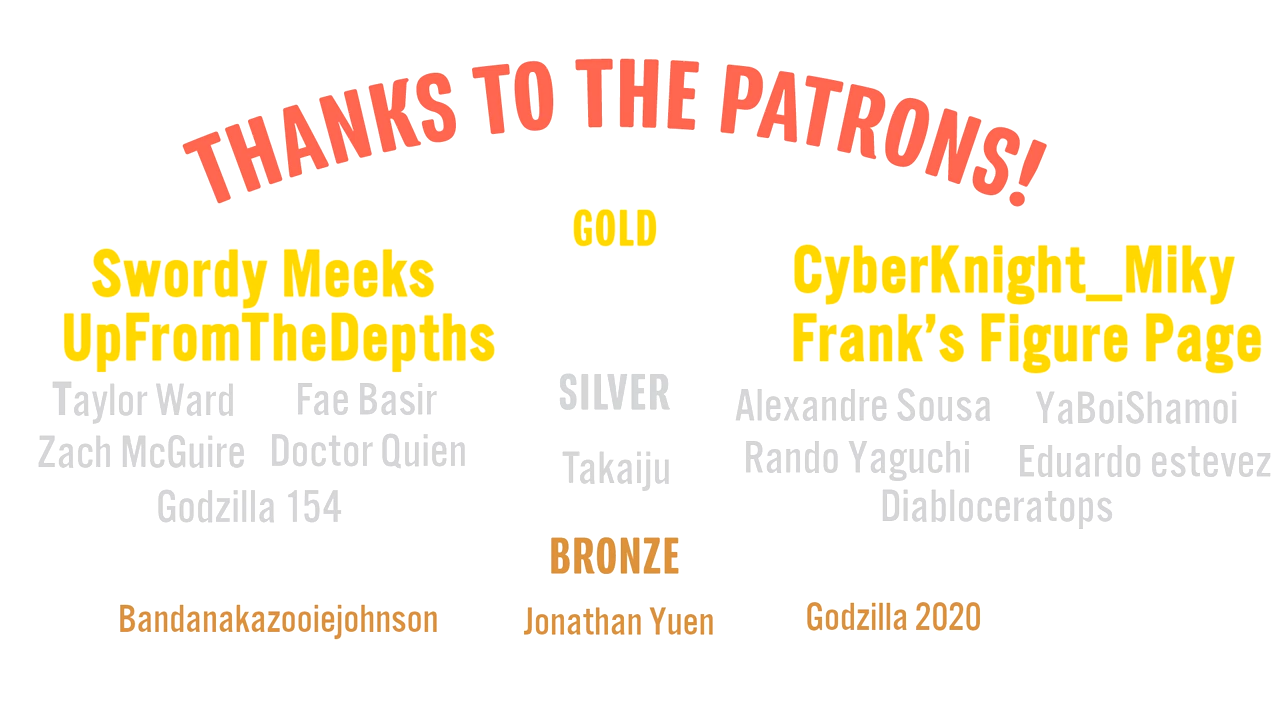 THANKS TO THE PATRONS!
GOLD
Swordy Meeks
CyberKnight_Miky
UpFromTheDepths
Frank's Figure Page
SILVER
Taylor Ward
Fae Basir
Alexandre Sousa
YaBoiShamoi
Zach McGuire
Doctor Quien
Takaiju
Rando Yaguchi
Eduardo estevez
Godzilla 154
Diabloceratops
BRONZE
Bandanakazooiejohnson
Jonathan Yuen
Godzilla 2020